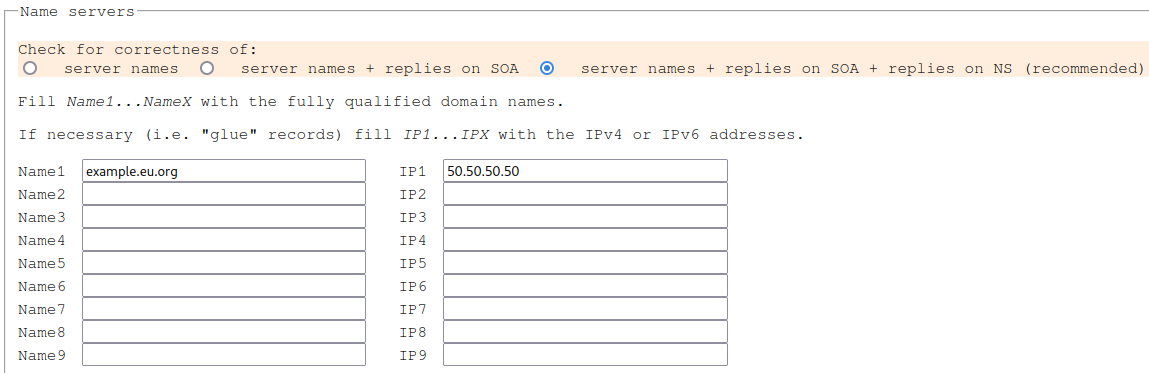 Name servers
Check for correctness of:
server names server names + replies on SOA server names + replies on SOA + replies on NS (recommended)
Fill Name1...NameX with the fully qualified domain names.
If necessary (i.e. "glue" records) fill IP1...IPX with the IPv4 or IPv6 addresses.
Name1 example.eu.org IP1 50.50.50.50
Name2 IP2
Name3 IP3
Name4 IP4
Name5 IP5
Name6 IP6
Name7 IP7
Name8 IP8
Name9 IP9